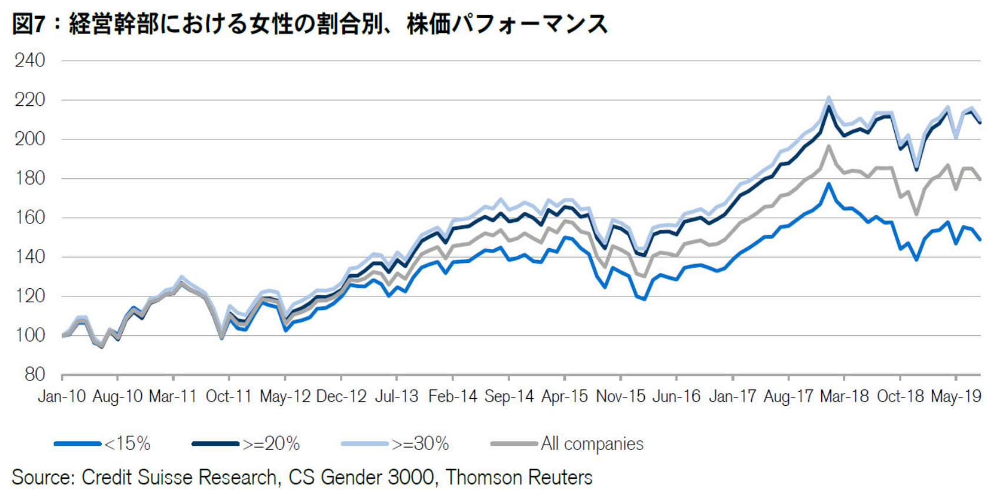 図7：経営幹部における女性の割合別、株価パフォーマンス
240
220
200
180
160
140
120
100
80
Jan-10 Aug-10 Mar-11 Oct-11 May-12 Dec-12 Jul-13 Feb-14 Sep-14 Apr-15 Nov-15 Jun-16 Jan-17 Aug-17 Mar-18 Oct-18 May-19
<15% >=20% >=30% All companies
Source: Credit Suisse Research, CS Gender 3000, Thomson Reuters